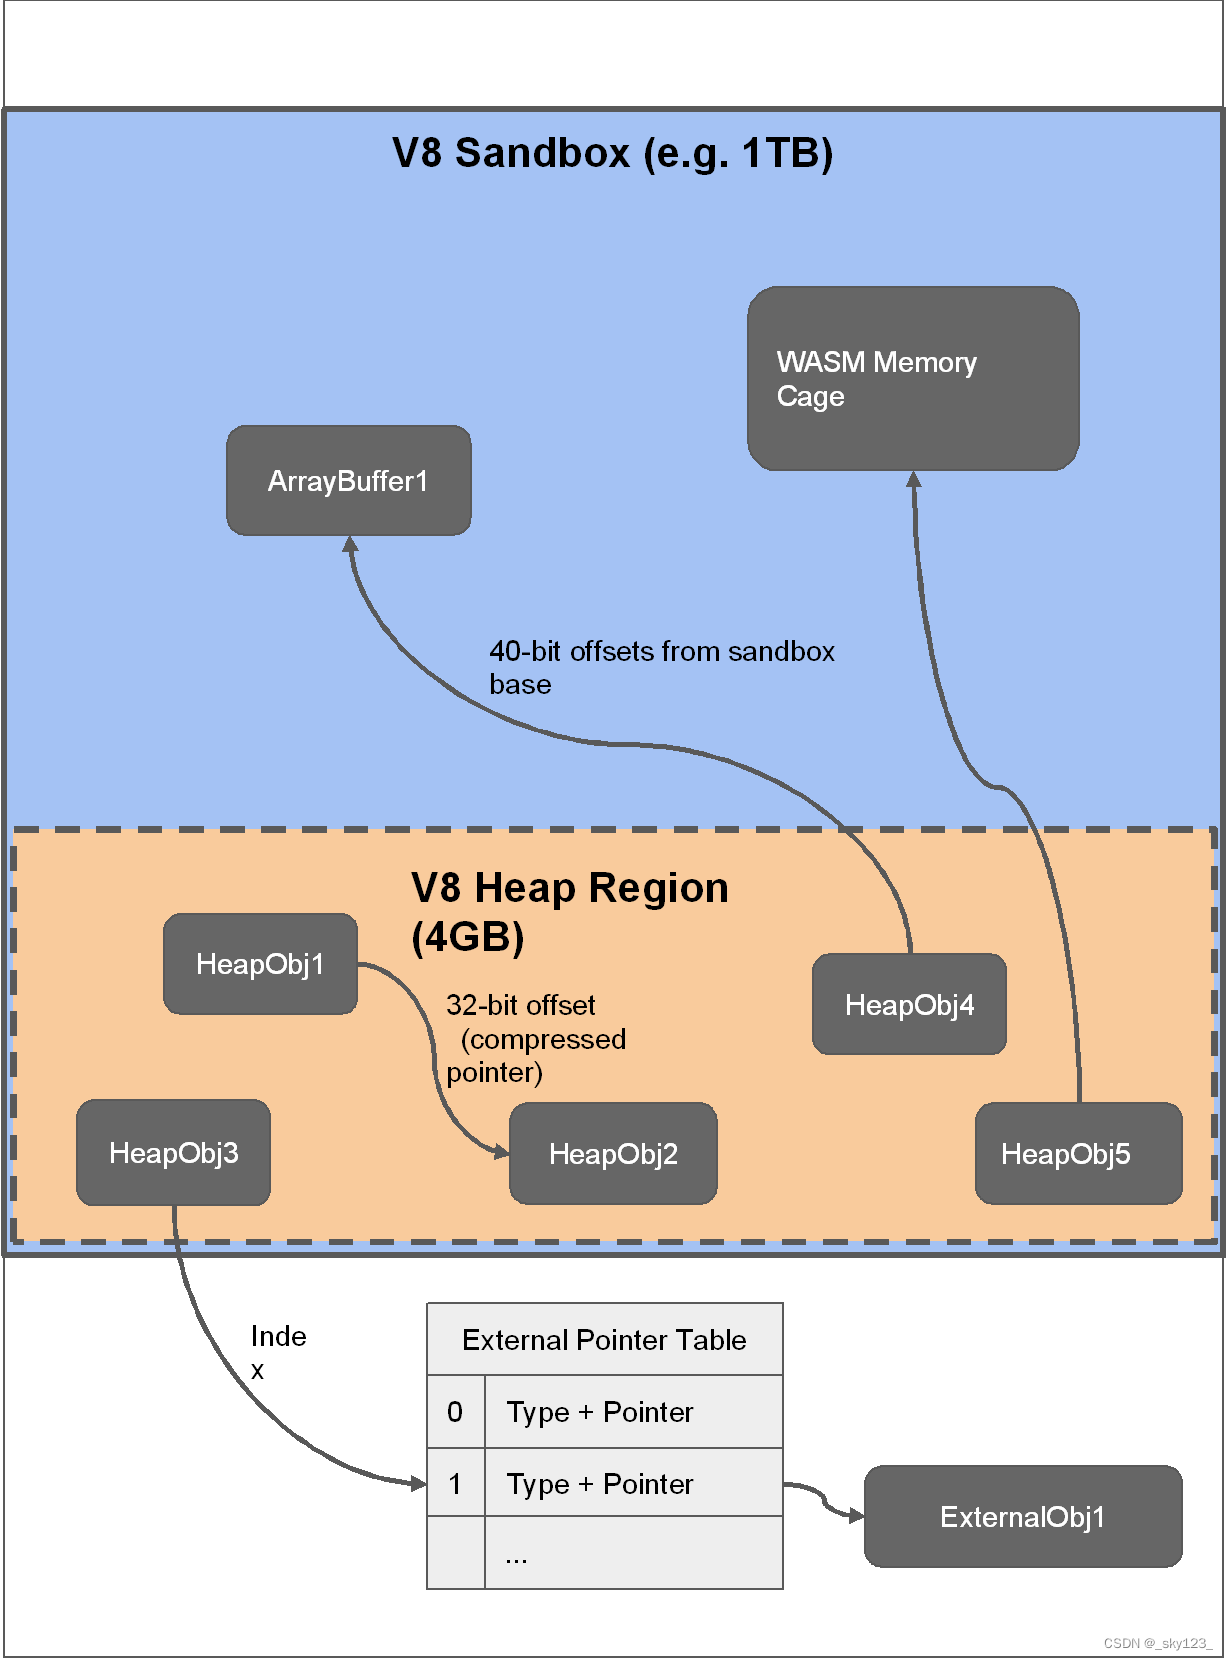 V8 Sandbox (e.g. 1TB)
WASM Memory
Cage
ArrayBuffer1
40-bit offsets from sandbox
base
V8 Heap Region
(4GB)
HeapObj1
32-bit offset
(compressed
pointer)
HeapObj4
HeapObj3
HeapObj2
HeapObj5
Inde
x
External Pointer Table
0 Type + Pointer
1 Type + Pointer
...
ExternalObj1
CSDN @_sky123_